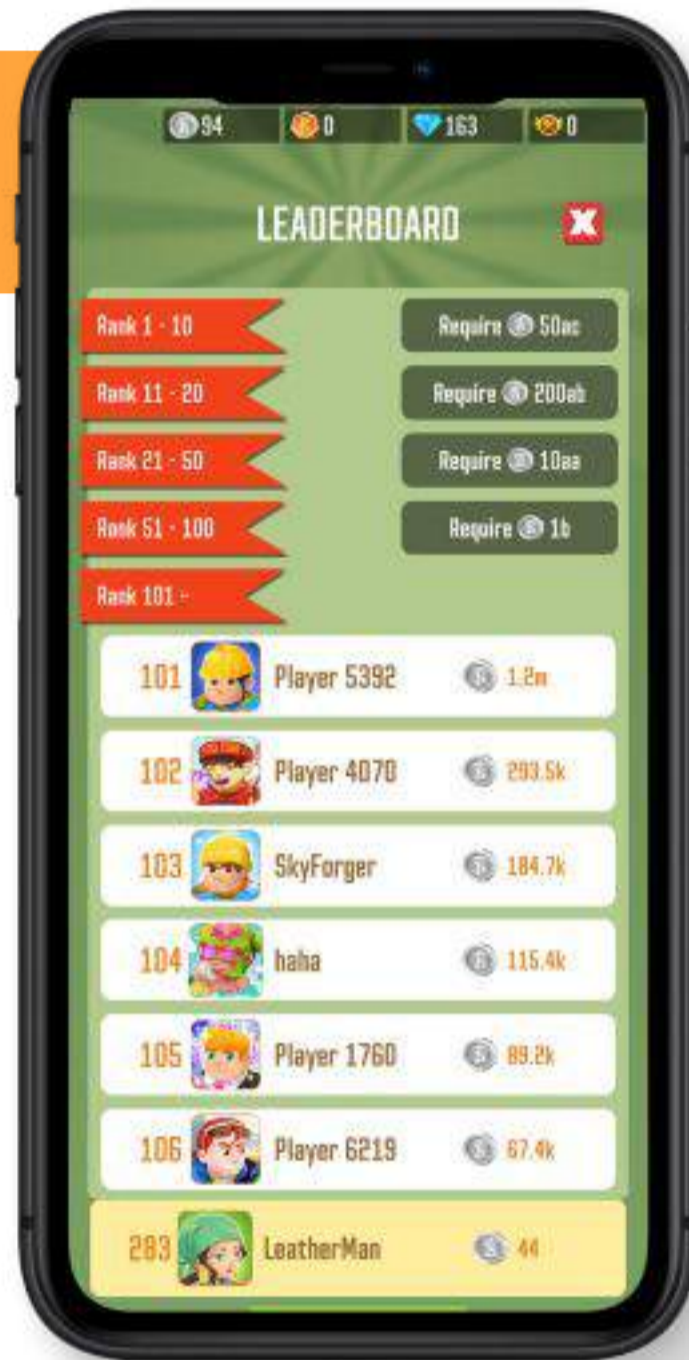 94 0 163 0
LEADERBOARD X
Rank 1 - 10 Require 50ac
Rank 11 - 20 Require 200ab
Rank 21 - 50 Require 10aa
Rank 51 - 100 Require 1b
Rank 101 -
101 Player 5392 1.2m
102 Player 4070 293.5k
103 SkyForger 184.7k
104 haha 115.4k
105 Player 1760 89.2k
106 Player 6219 67.4k
283 LeatherMan 44